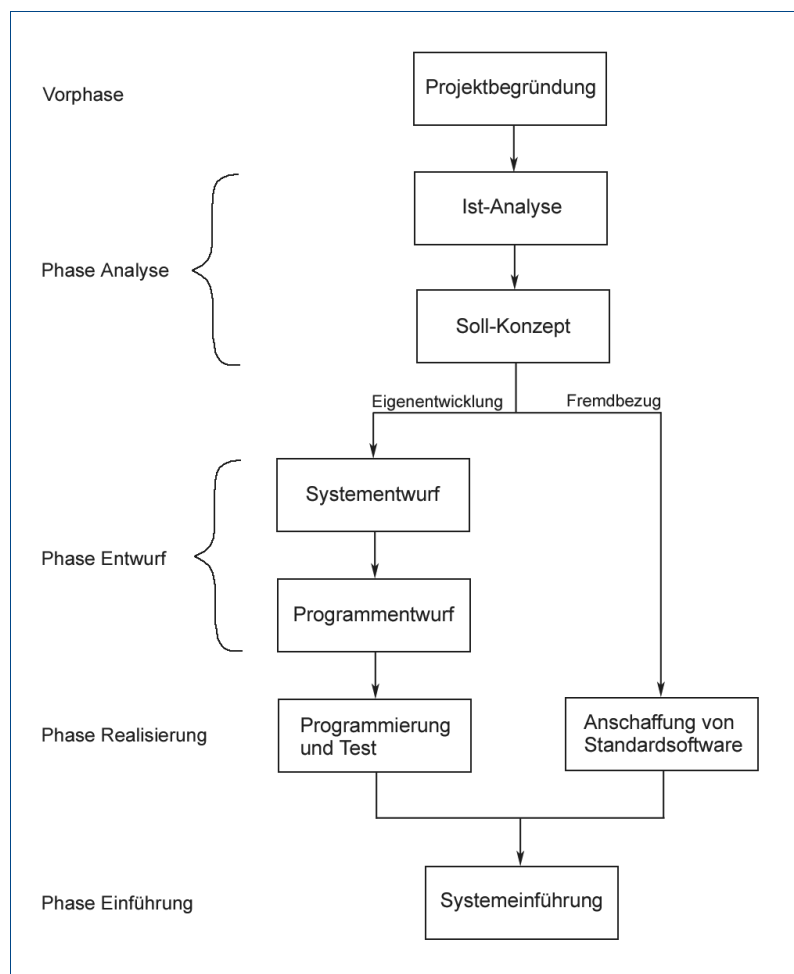 Vorphase
Projektbegründung
Ist-Analyse
Phase Analyse
Soll-Konzept
Eigenentwicklung
Fremdbezug
Systementwurf
Phase Entwurf
Programmentwurf
Phase Realisierung
Programmierung
und Test
Anschaffung von
Standardsoftware
Phase Einführung
Systemeinführung